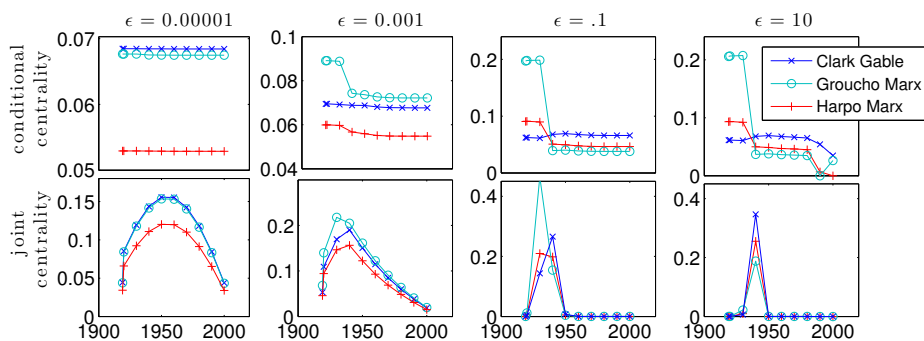 ϵ = 0.00001 ϵ = 0.001 ϵ = .1 ϵ = 10
conditional
centrality
0.07
0.06
0.05
0.1
0.08
0.06
0.04
0.2
0.1
0
0.2
0.1
0
Clark Gable
Groucho Marx
Harpo Marx
joint
centrality
0.15
0.1
0.05
0
0.2
0.1
0
0.4
0.2
0
0.4
0.2
0
1900 1950 2000 1900 1950 2000 1900 1950 2000 1900 1950 2000